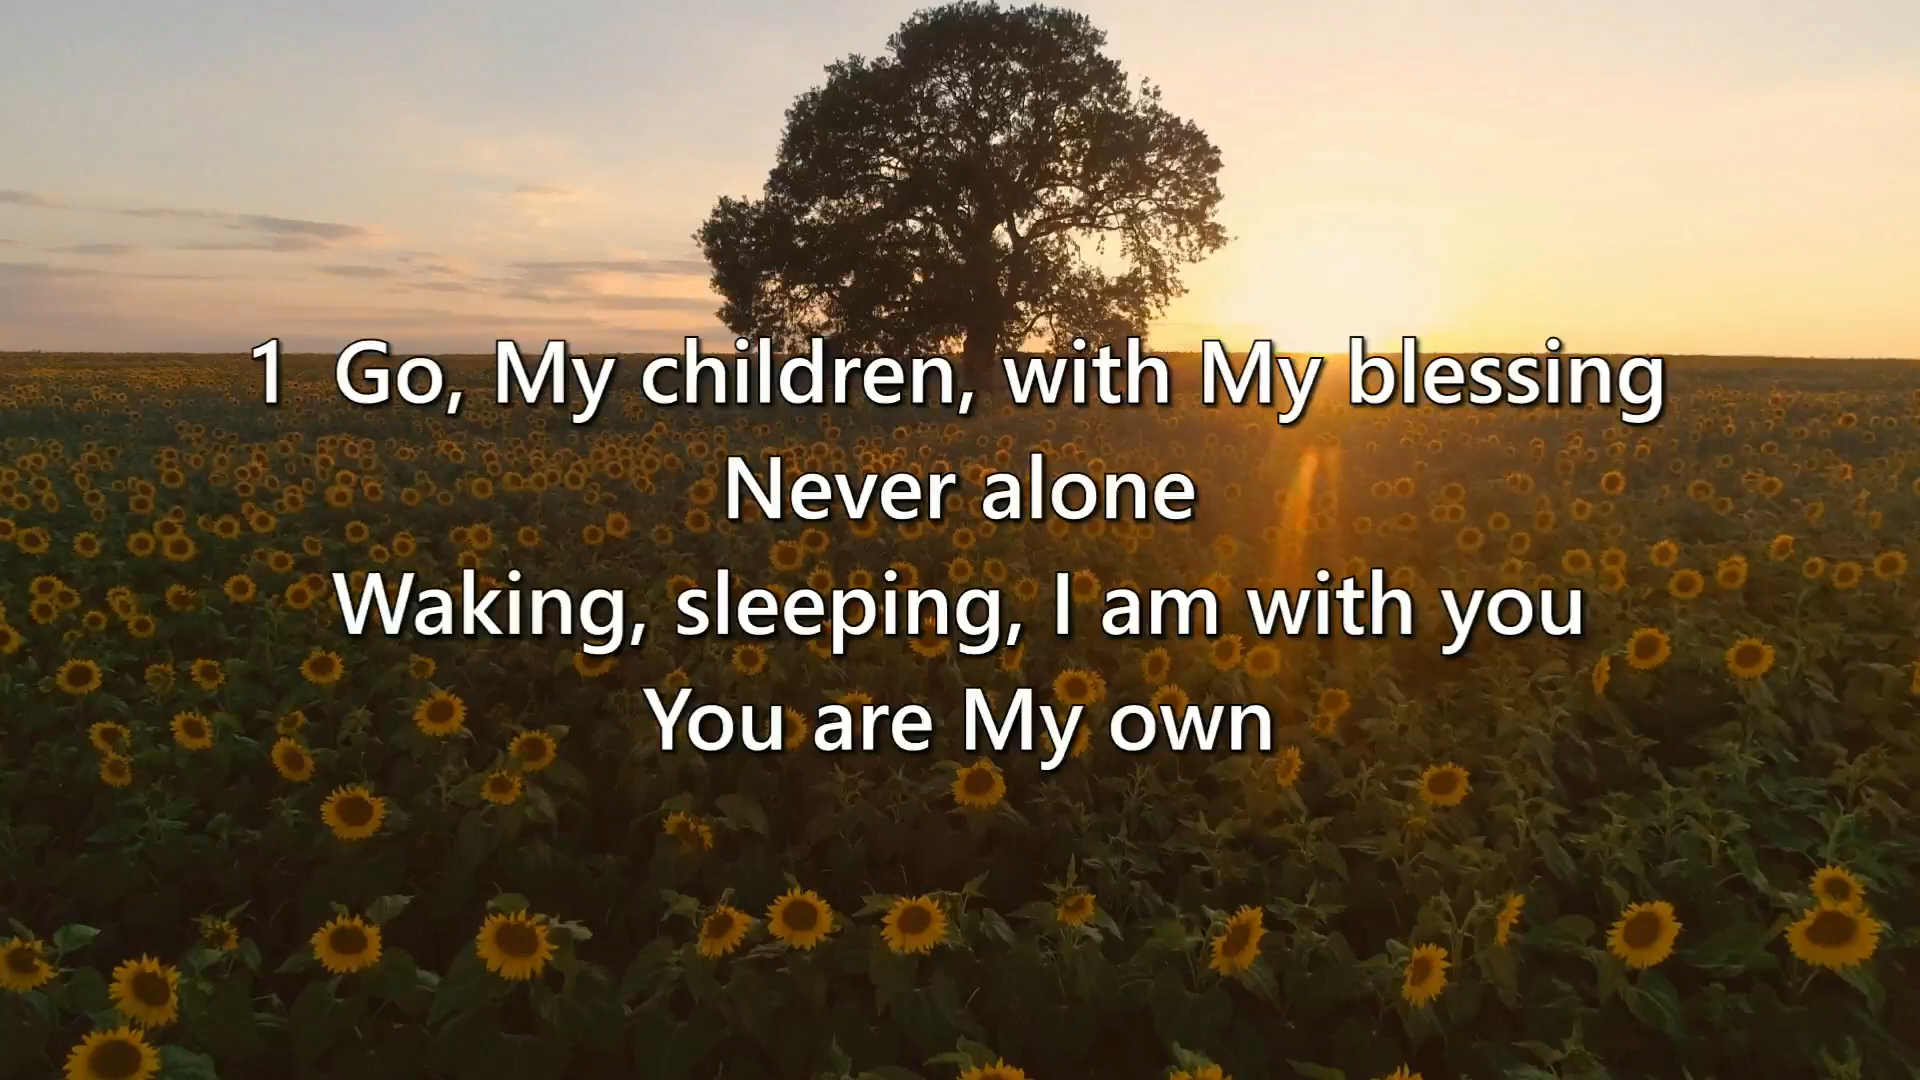 1 Go, My children, with My blessing
Never alone
Waking, sleeping, I am with you
You are My own